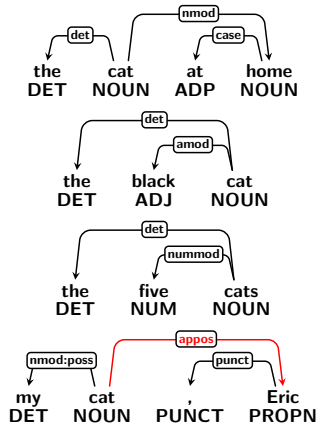 nmod
det case
the cat at home
DET NOUN ADP NOUN
det
amod
the black cat
DET ADJ NOUN
det
nummod
the five cats
DET NUM NOUN
appos
nmod:poss punct
my cat , Eric
DET NOUN PUNCT PROPN